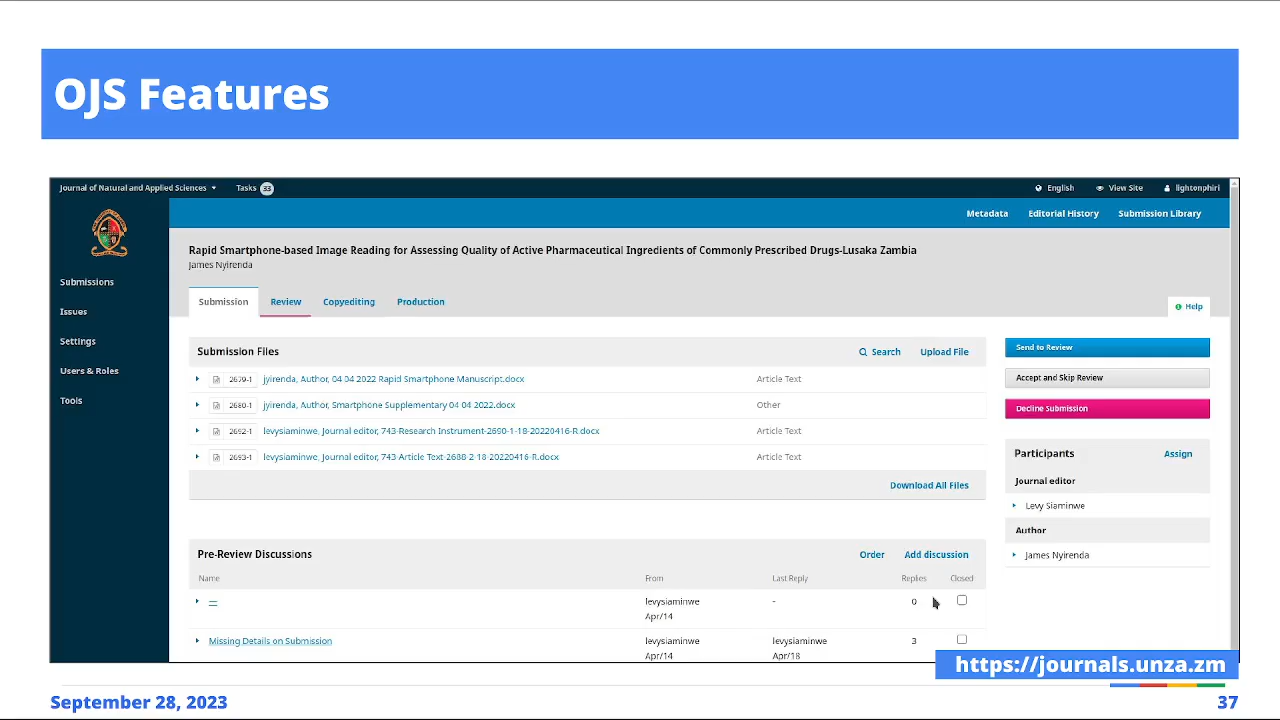 OJS Features
Journal of Natural and Applied Sciences Tasks 33 English View Site lightonphiri
Metadata Editorial History Submission Library
Rapid Smartphone-based Image Reading for Assessing Quality of Active Pharmaceutical Ingredients of Commonly Prescribed Drugs-Lusaka Zambia
James Nyirenda
Submissions
Issues
Settings
Users & Roles
Tools
Submission Review Copyediting Production
Help
Submission Files Search Upload File
2679-1 jyirenda, Author, 04 04 2022 Rapid Smartphone Manuscript.docx Article Text
2680-1 jyirenda, Author, Smartphone Supplementary 04 04 2022.docx Other
2692-1 levysiaminwe, Journal editor, 743-Research Instrument-2690-1-18-20220416-R.docx Article Text
2693-1 levysiaminwe, Journal editor, 743-Article Text-2688-2-18-20220416-R.docx Article Text
Download All Files
Send to Review
Accept and Skip Review
Decline Submission
Participants Assign
Journal editor
Levy Siaminwe
Author
James Nyirenda
Pre-Review Discussions Order Add discussion
Name From Last Reply Replies Closed
levysiaminwe - 0
Apr/14
Missing Details on Submission levysiaminwe levysiaminwe 3
Apr/14 Apr/18
https://journals.unza.zm
September 28, 2023 37